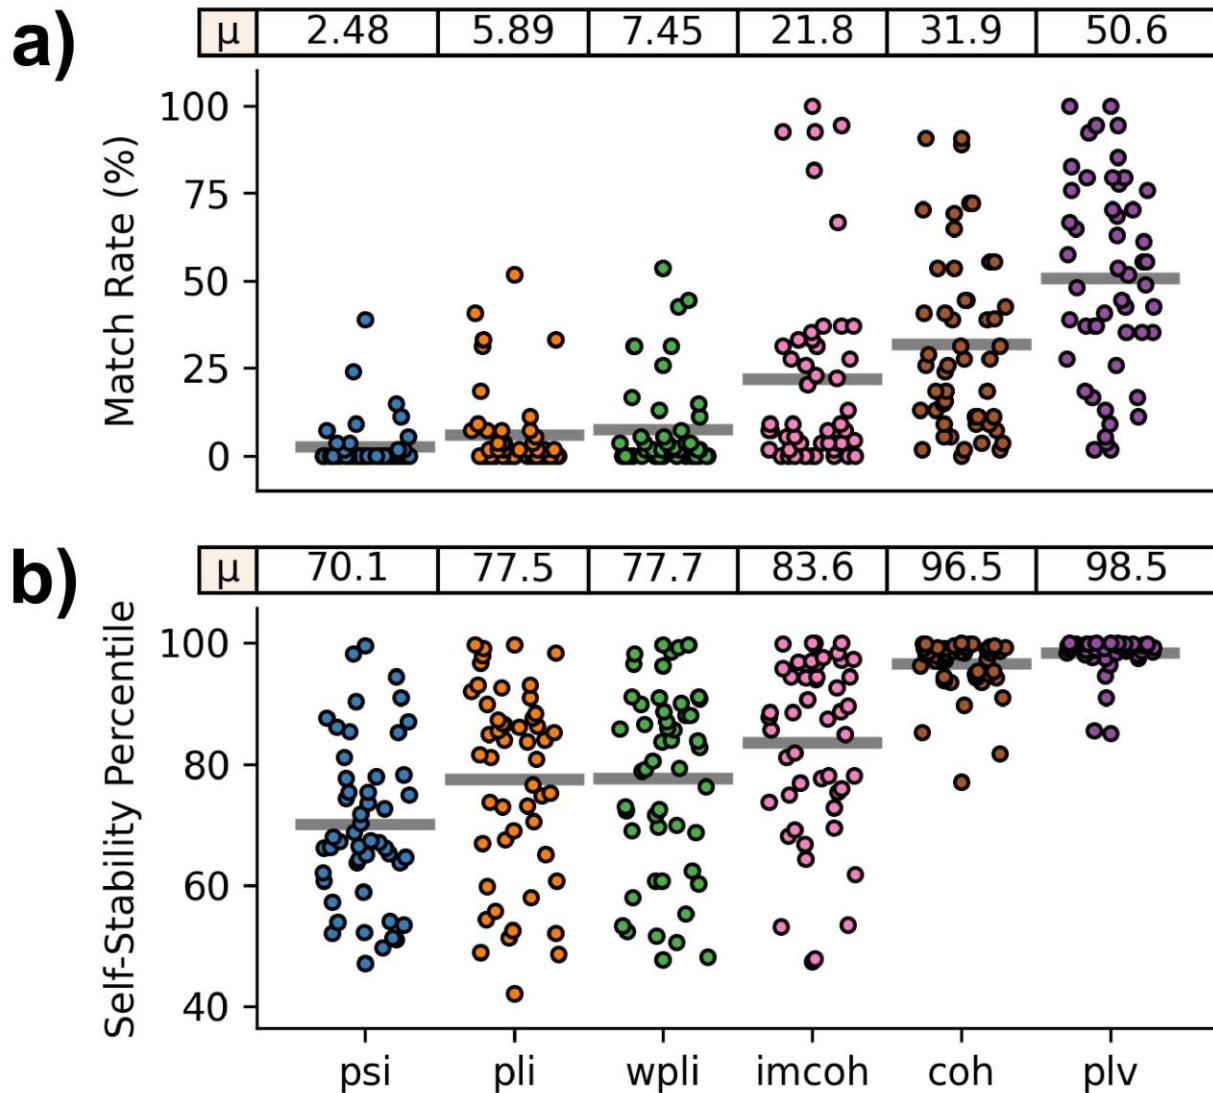 a)
μ 2.48 5.89 7.45 21.8 31.9 50.6
Match Rate (%)
100
75
50
25
0
b)
μ 70.1 77.5 77.7 83.6 96.5 98.5
Self-Stability Percentile
100
80
60
40
psi pli wpli imcoh coh plv